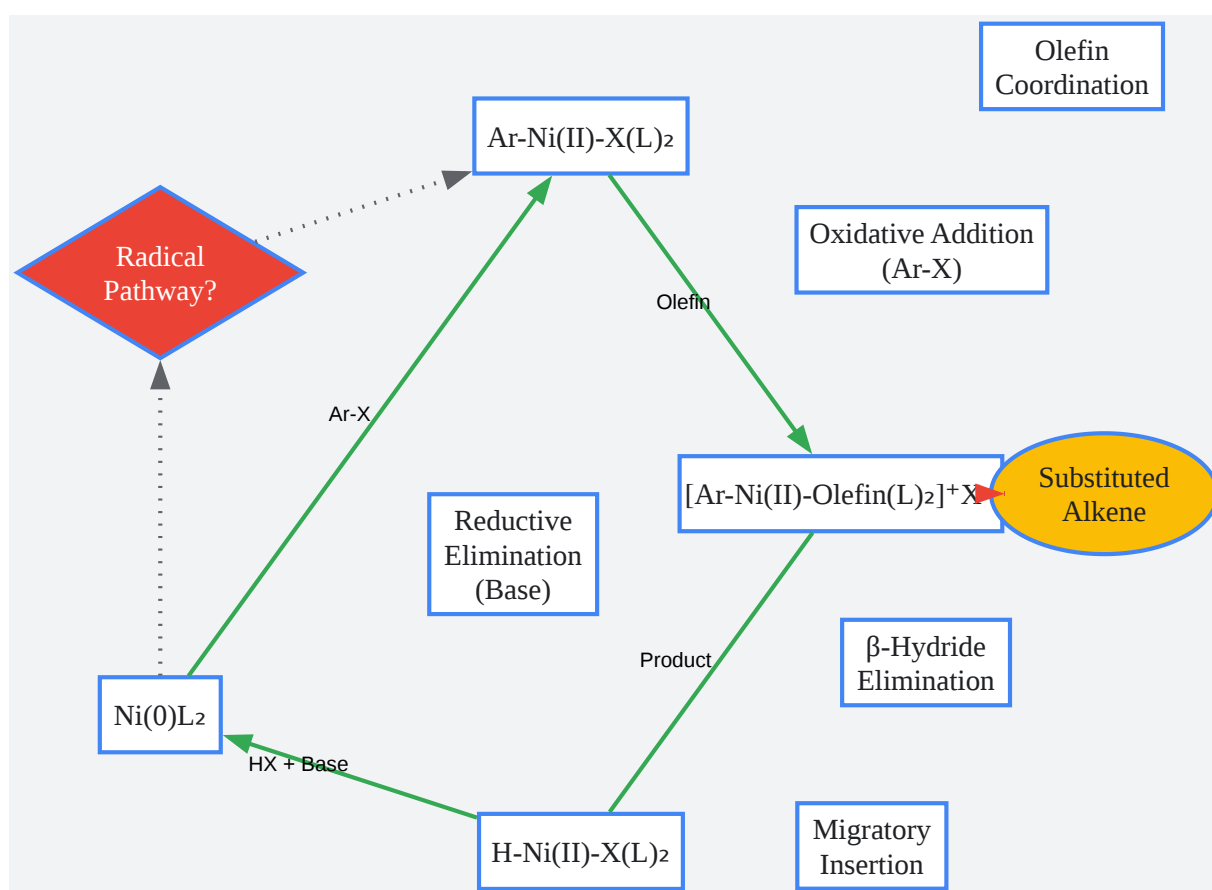 Olefin
Coordination
Ar-Ni(II)-X(L)₂
Oxidative Addition
(Ar-X)
Radical
Pathway?
Olefin
Ar-X
[Ar-Ni(II)-Olefin(L)₂]⁺X
Substituted
Alkene
Reductive
Elimination
(Base)
β-Hydride
Elimination
Product
Ni(0)L₂
HX + Base
H-Ni(II)-X(L)₂
Migratory
Insertion